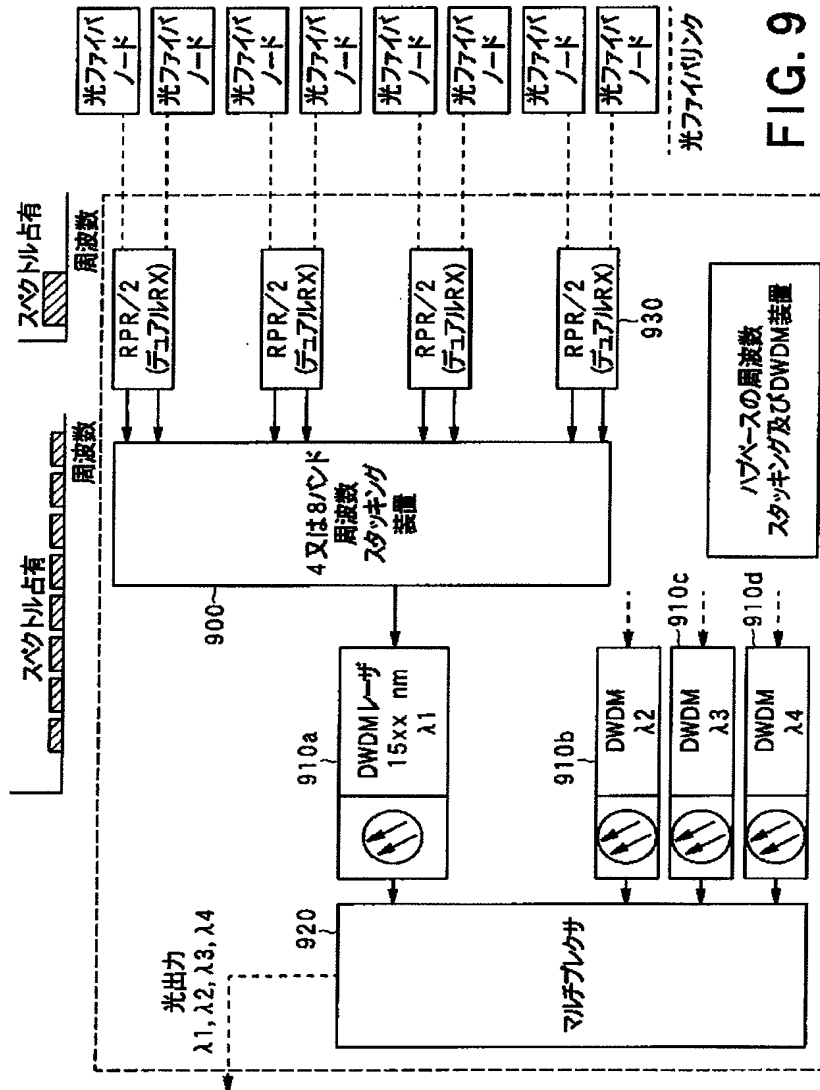 スペクトル占有
周波数
スペクトル占有
周波数
光出力
λ1, λ2, λ3, λ4
920
マルチプレクサ
910a
DWDMレーザ
15xx nm
λ1
910b
DWDM
λ2
910c
DWDM
λ3
910d
DWDM
λ4
900
4又は8バンド
周波数
スタッキング
装置
RPR/2
(デュアルRX)
RPR/2
(デュアルRX)
RPR/2
(デュアルRX)
RPR/2
(デュアルRX)
930
ハブベースの周波数
スタッキング及びDWDM装置
光ファイバ
ノード
光ファイバ
ノード
光ファイバ
ノード
光ファイバ
ノード
光ファイバ
ノード
光ファイバ
ノード
光ファイバ
ノード
光ファイバ
ノード
光ファイバリンク
FIG. 9